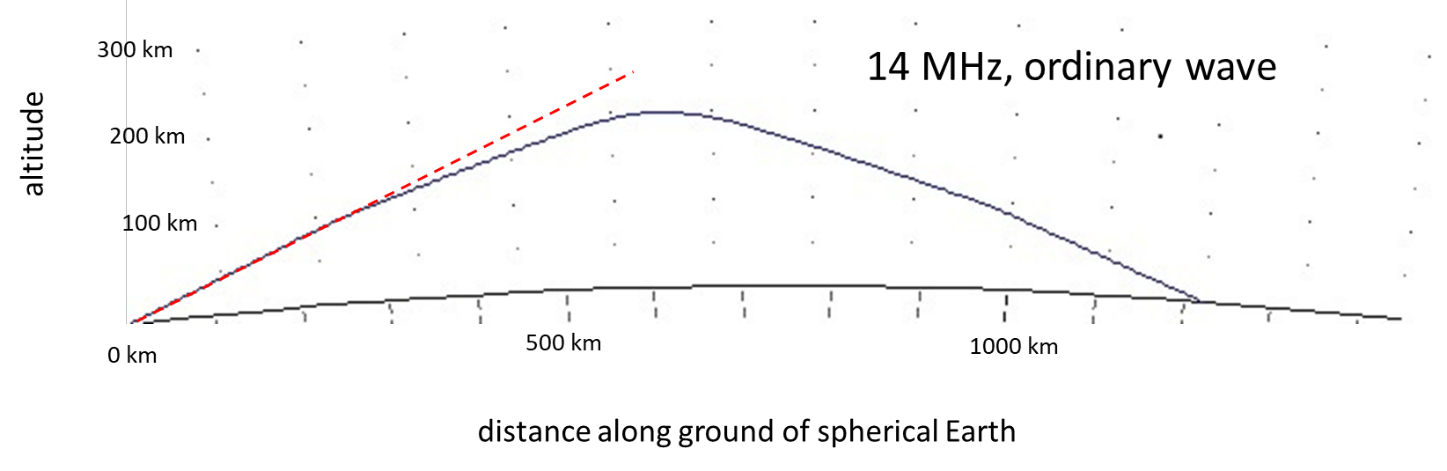 300 km
14 MHz, ordinary wave
200 km
altitude
100 km
0 km
500 km
1000 km
distance along ground of spherical Earth